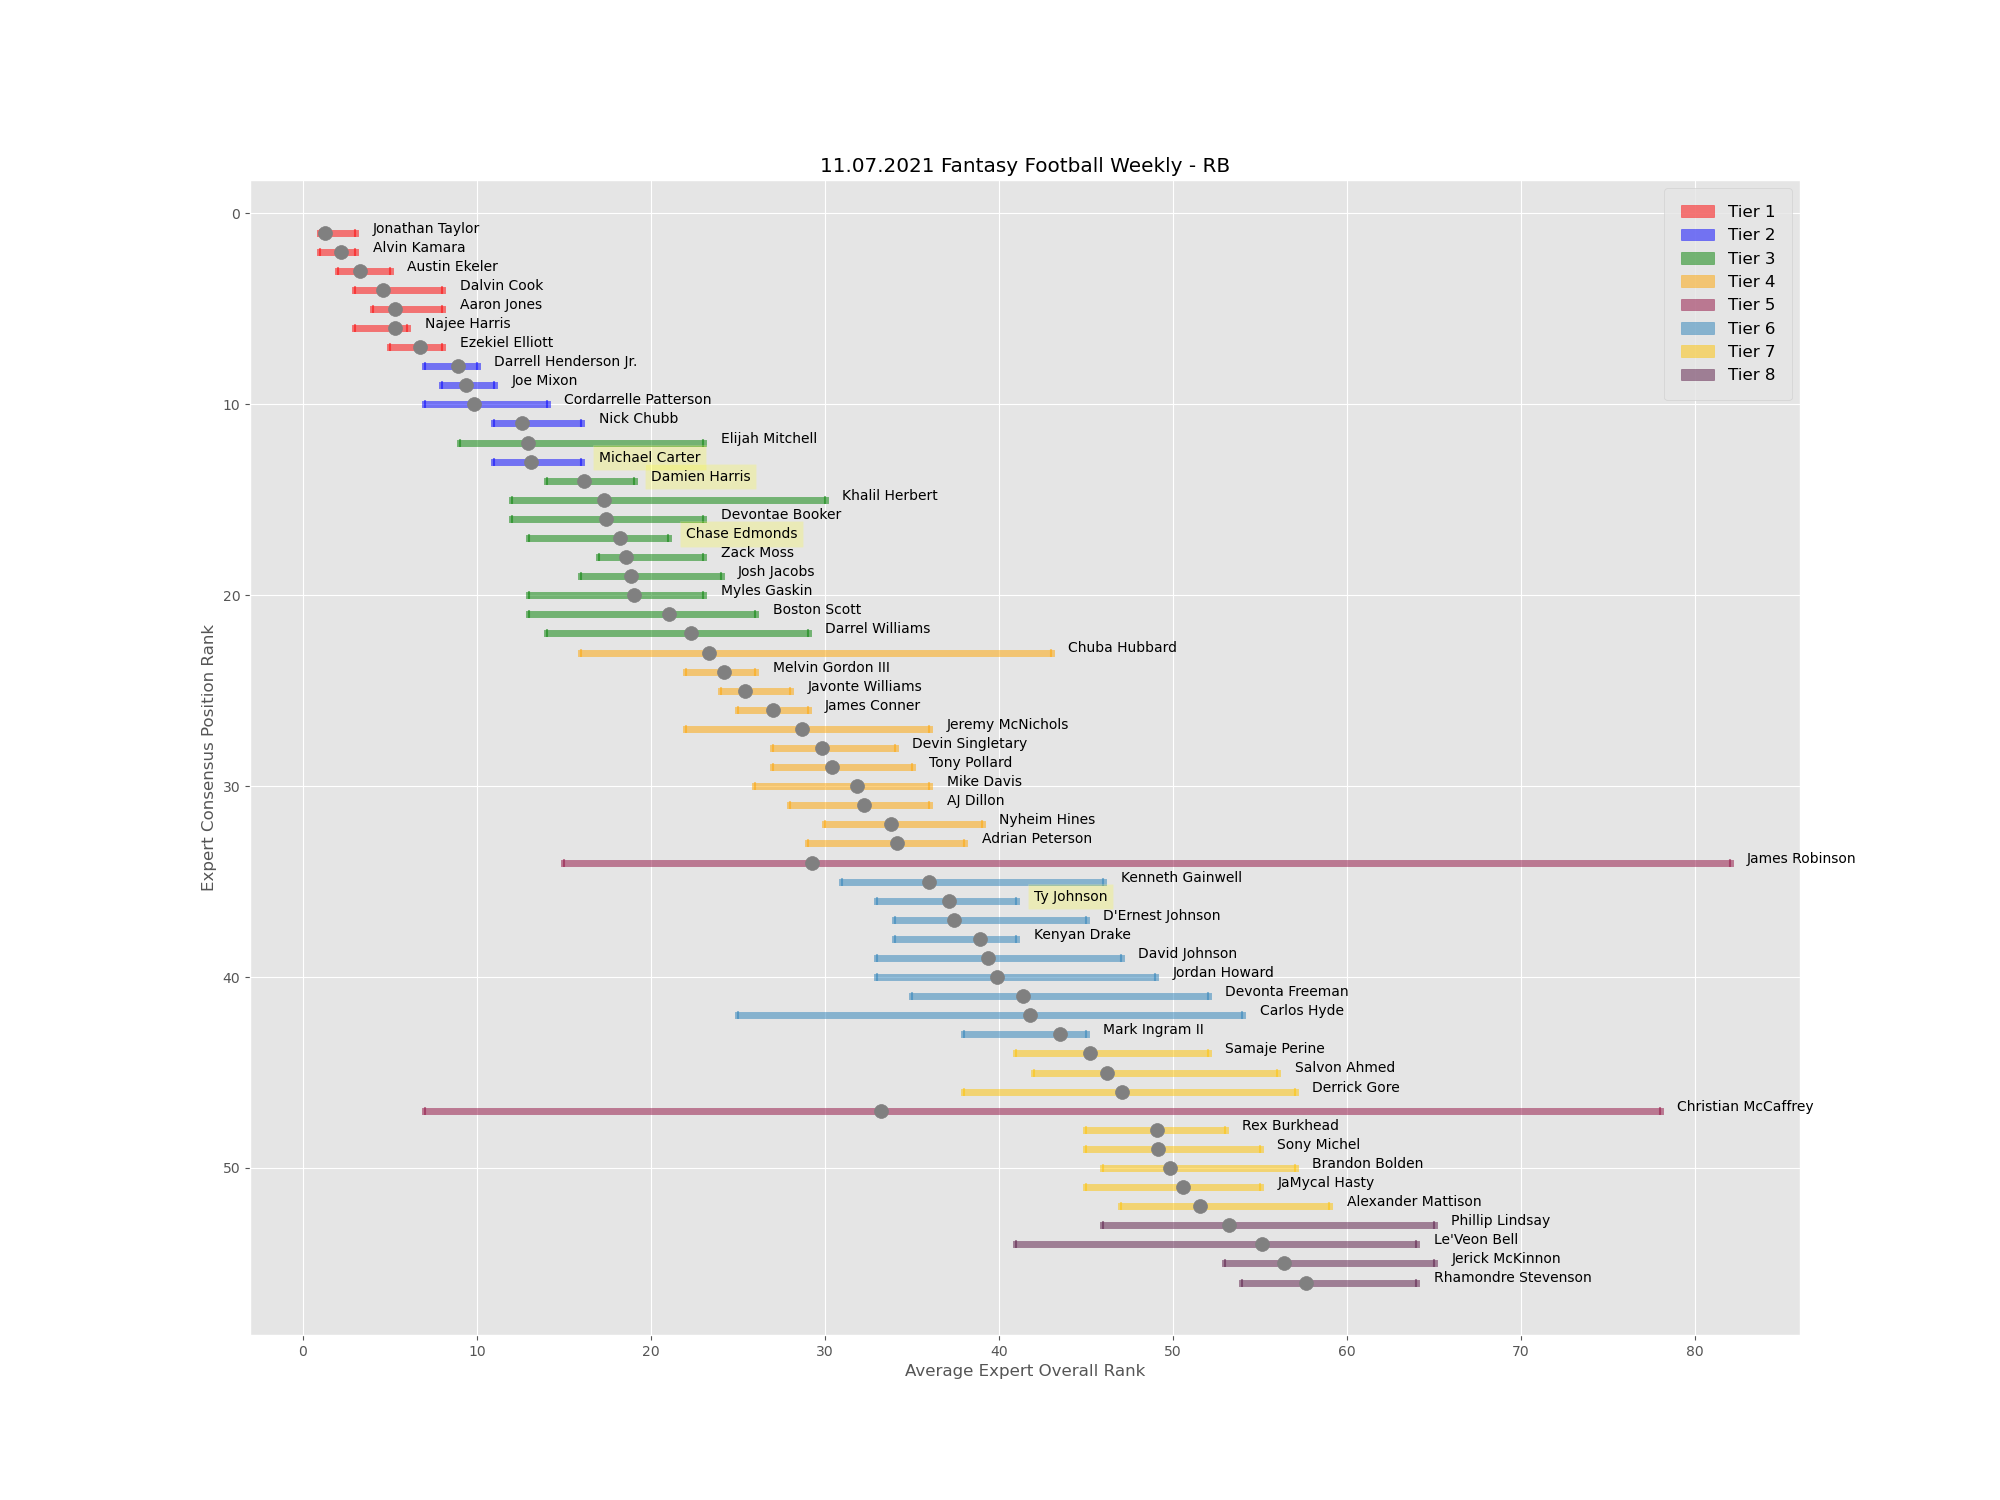 11.07.2021 Fantasy Football Weekly - RB
Tier 1
Tier 2
Tier 3
Tier 4
Tier 5
Tier 6
Tier 7
Tier 8
Expert Consensus Position Rank
0
10
20
30
40
50
Jonathan Taylor
Alvin Kamara
Austin Ekeler
Dalvin Cook
Aaron Jones
Najee Harris
Ezekiel Elliott
Darrell Henderson Jr.
Joe Mixon
Cordarrelle Patterson
Nick Chubb
Elijah Mitchell
Michael Carter
Damien Harris
Khalil Herbert
Devontae Booker
Chase Edmonds
Zack Moss
Josh Jacobs
Myles Gaskin
Boston Scott
Darrel Williams
Chuba Hubbard
Melvin Gordon III
Javonte Williams
James Conner
Jeremy McNichols
Devin Singletary
Tony Pollard
Mike Davis
AJ Dillon
Nyheim Hines
Adrian Peterson
James Robinson
Kenneth Gainwell
Ty Johnson
D'Ernest Johnson
Kenyan Drake
David Johnson
Jordan Howard
Devonta Freeman
Carlos Hyde
Mark Ingram II
Samaje Perine
Salvon Ahmed
Derrick Gore
Christian McCaffrey
Rex Burkhead
Sony Michel
Brandon Bolden
JaMycal Hasty
Alexander Mattison
Phillip Lindsay
Le'Veon Bell
Jerick McKinnon
Rhamondre Stevenson
0 10 20 30 40 50 60 70 80
Average Expert Overall Rank